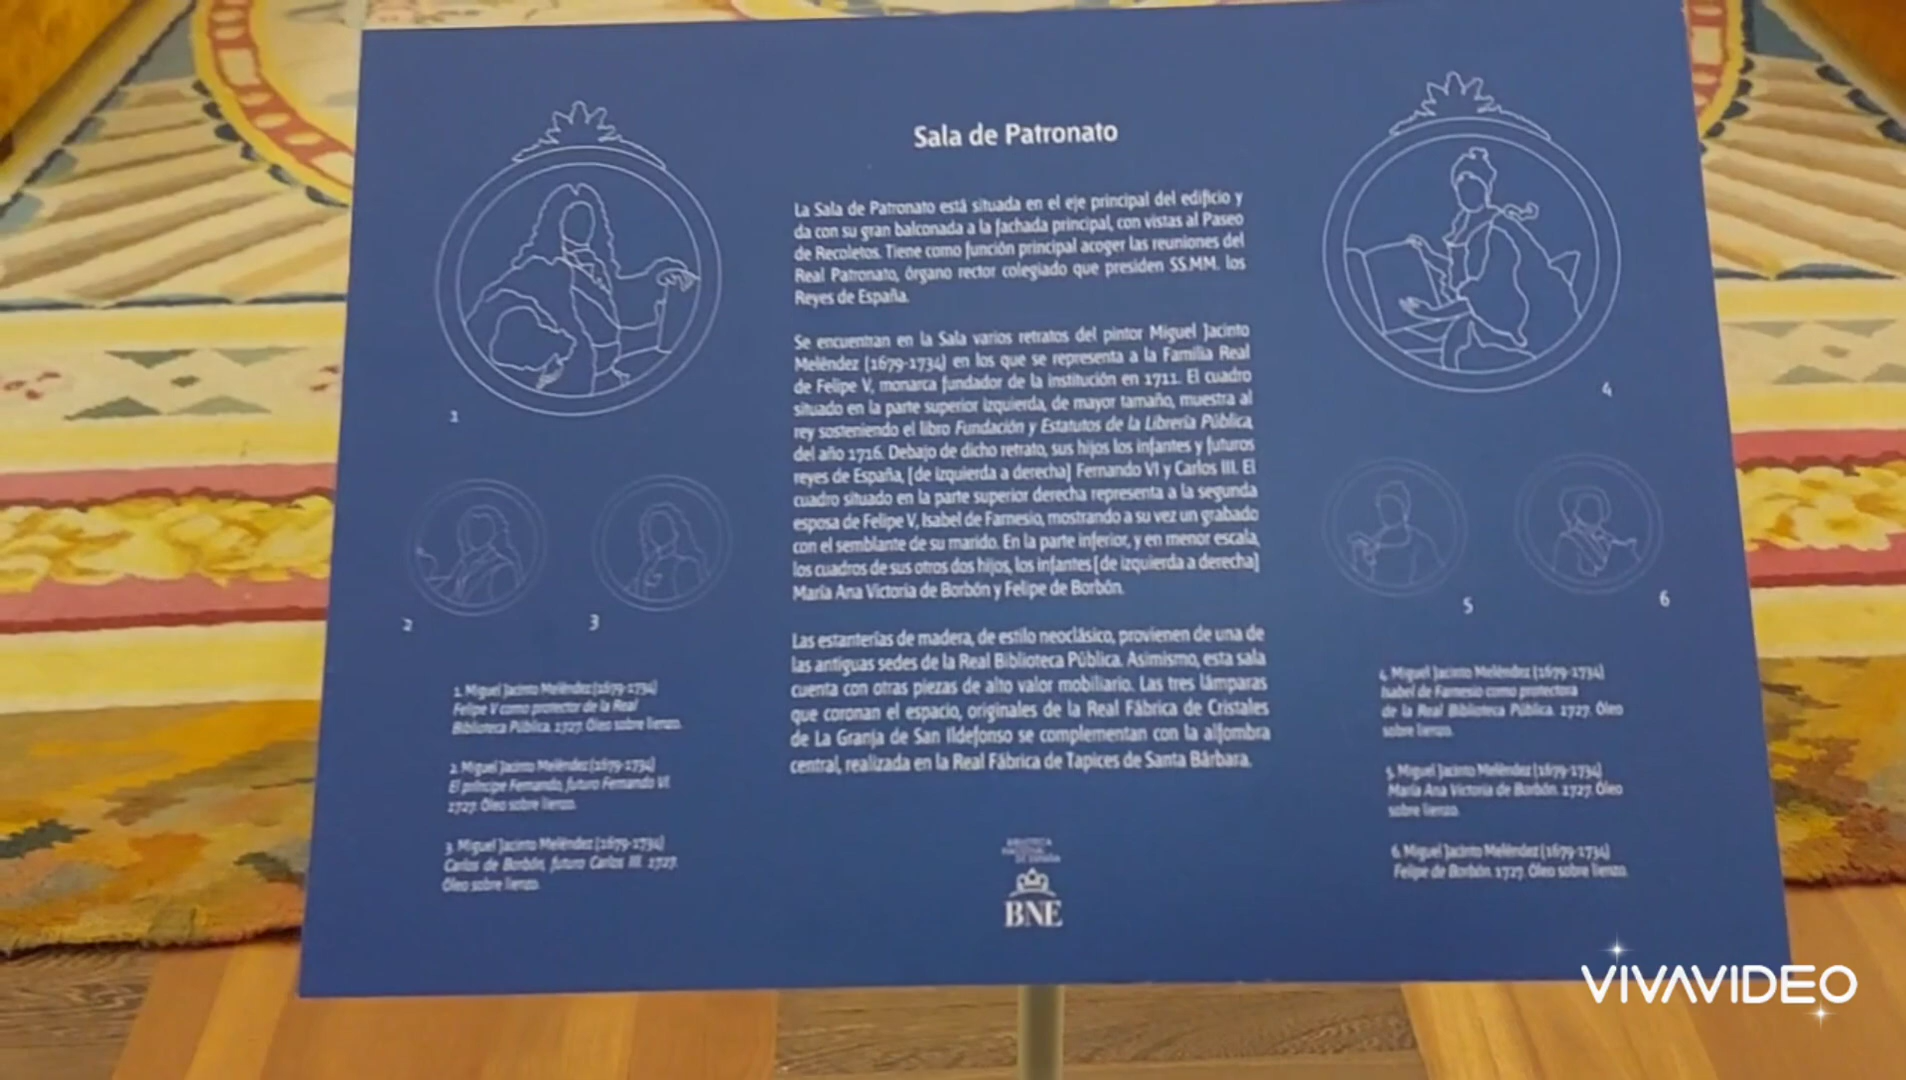 Sala de Patronato
La Sala de Patronato está situada en el eje principal del edificio y
da con su gran balconada a la fachada principal, con vistas al Paseo
de Recoletos. Tiene como función principal acoger las reuniones del
Real Patronato, órgano rector colegiado que presiden SS.MM. los
Reyes de España.
Se encuentran en la Sala varios retratos del pintor Miguel Jacinto
Meléndez (1679-1734) en los que se representa a la Familia Real
de Felipe V, monarca fundador de la institución en 1711. El cuadro
situado en la parte superior izquierda, de mayor tamaño, muestra al
rey sosteniendo el libro Fundación y Estatutos de la Librería Pública,
del año 1716. Debajo de dicho retrato, sus hijos los infantes y futuros
reyes de España, [de izquierda a derecha] Fernando VI y Carlos III. El
cuadro situado en la parte superior derecha representa a la segunda
esposa de Felipe V, Isabel de Farnesio, mostrando a su vez un grabado
con el semblante de su marido. En la parte inferior, y en menor escala,
los cuadros de sus otros dos hijos, los infantes [de izquierda a derecha]
María Ana Victoria de Borbón y Felipe de Borbón.
Las estanterías de madera, de estilo neoclásico, provienen de una de
las antiguas sedes de la Real Biblioteca Pública. Asimismo, esta sala
cuenta con otras piezas de alto valor mobiliario. Las tres lámparas
que coronan el espacio, originales de la Real Fábrica de Cristales
de La Granja de San Ildefonso se complementan con la alfombra
central, realizada en la Real Fábrica de Tapices de Santa Bárbara.
1
2
3
4
5
6
1. Miguel Jacinto Meléndez (1679-1734)
Felipe V como protector de la Real
Biblioteca Pública. 1727. Óleo sobre lienzo.
2. Miguel Jacinto Meléndez (1679-1734)
El príncipe Fernando, futuro Fernando VI.
1727. Óleo sobre lienzo.
3. Miguel Jacinto Meléndez (1679-1734)
Carlos de Borbón, futuro Carlos III. 1727.
Óleo sobre lienzo.
4. Miguel Jacinto Meléndez (1679-1734)
Isabel de Farnesio como protectora
de la Real Biblioteca Pública. 1727. Óleo
sobre lienzo.
5. Miguel Jacinto Meléndez (1679-1734)
María Ana Victoria de Borbón. 1727. Óleo
sobre lienzo.
6. Miguel Jacinto Meléndez (1679-1734)
Felipe de Borbón. 1727. Óleo sobre lienzo.
BIBLIOTECA
NACIONAL
DE ESPAÑA
BNE
VIVAVIDEO